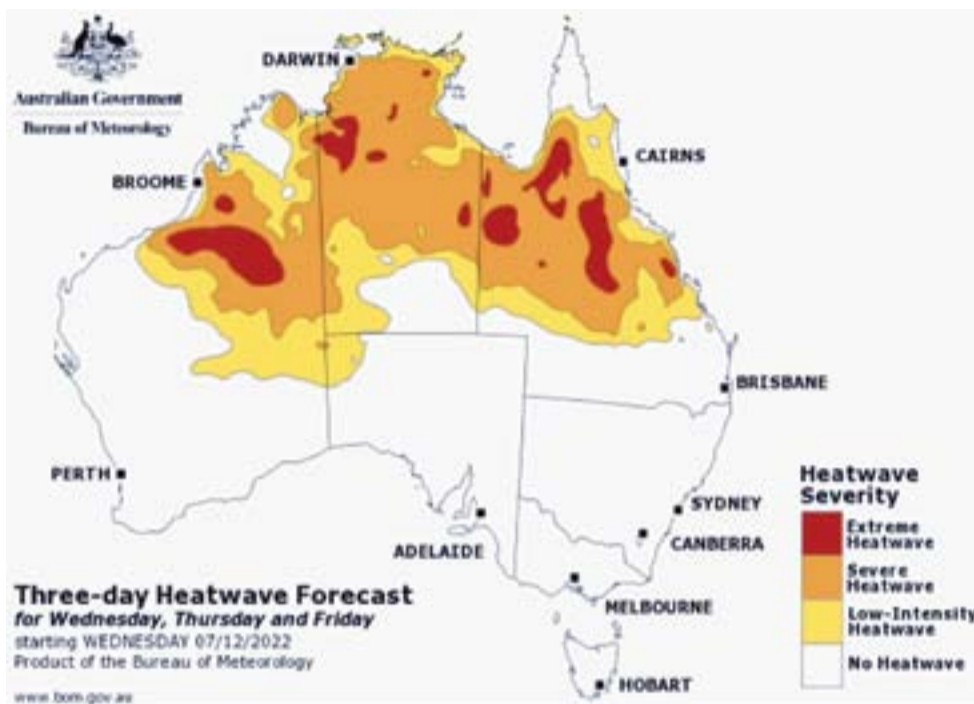 Australian Government
Bureau of Meteorology
DARWIN
BROOME
CAIRNS
BRISBANE
PERTH
ADELAIDE
SYDNEY
CANBERRA
MELBOURNE
HOBART
Heatwave
Severity
Extreme
Heatwave
Severe
Heatwave
Low-Intensity
Heatwave
No Heatwave
Three-day Heatwave Forecast
for Wednesday, Thursday and Friday
starting WEDNESDAY 07/12/2022
Product of the Bureau of Meteorology
www.bom.gov.au